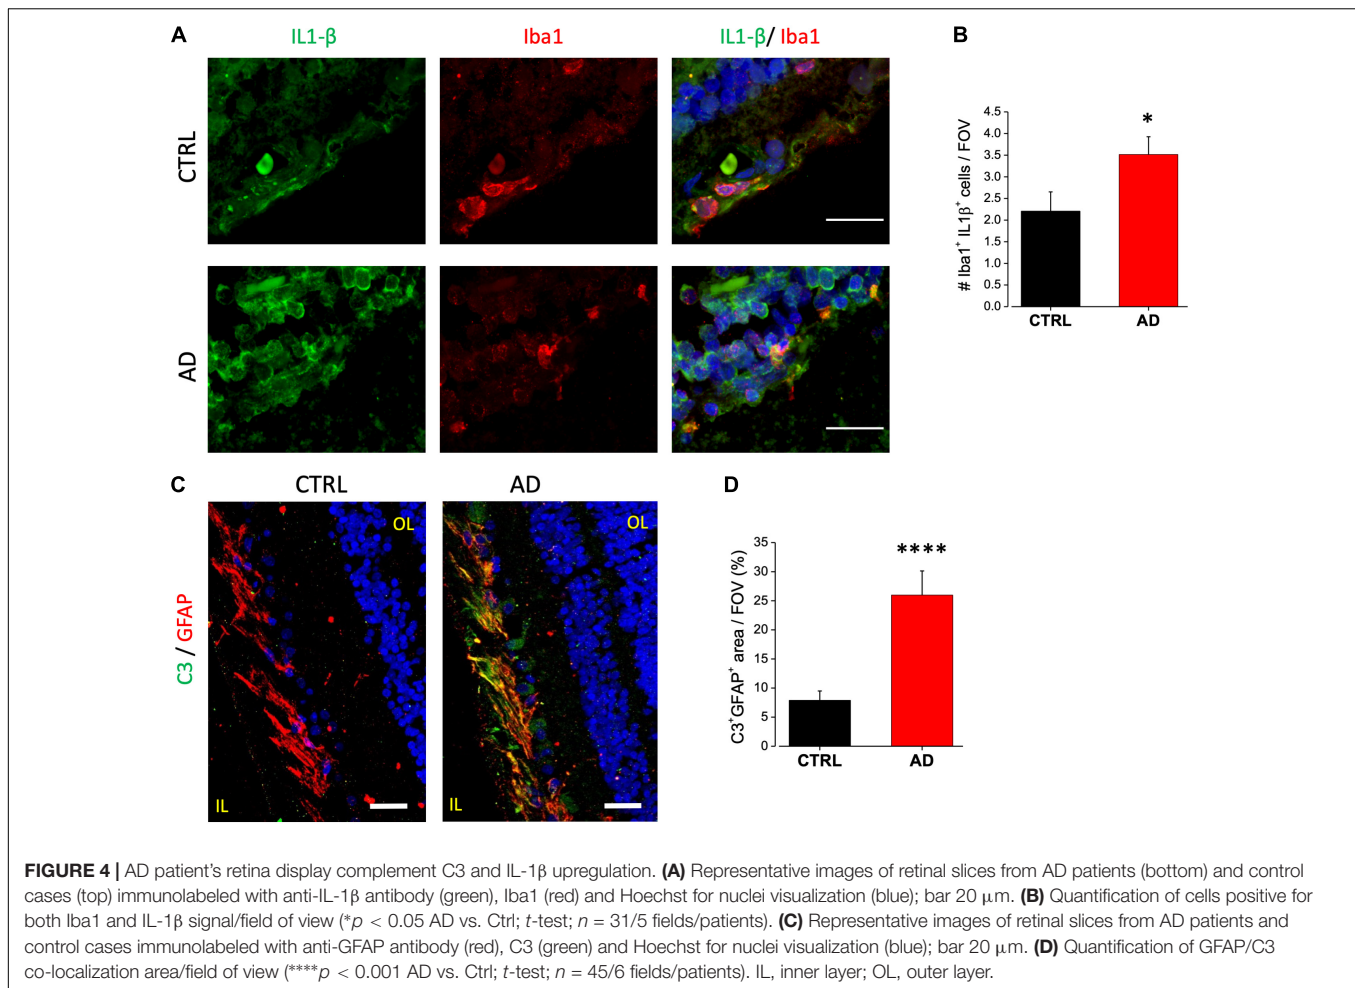 A
IL1-β
Iba1
IL1-β/ Iba1
CTRL
AD
B
# Iba1⁺ IL1β⁺ cells / FOV
4.5
4.0
3.5
3.0
2.5
2.0
1.5
1.0
0.5
0.0
*
CTRL
AD
C
CTRL
AD
C3 / GFAP
OL
IL
OL
IL
D
C3⁺GFAP⁺ area / FOV (%)
35
30
25
20
15
10
5
0
****
CTRL
AD
FIGURE 4 | AD patient's retina display complement C3 and IL-1β upregulation. (A) Representative images of retinal slices from AD patients (bottom) and control
cases (top) immunolabeled with anti-IL-1β antibody (green), Iba1 (red) and Hoechst for nuclei visualization (blue); bar 20 μm. (B) Quantification of cells positive for
both Iba1 and IL-1β signal/field of view (*p < 0.05 AD vs. Ctrl; t-test; n = 31/5 fields/patients). (C) Representative images of retinal slices from AD patients and
control cases immunolabeled with anti-GFAP antibody (red), C3 (green) and Hoechst for nuclei visualization (blue); bar 20 μm. (D) Quantification of GFAP/C3
co-localization area/field of view (****p < 0.001 AD vs. Ctrl; t-test; n = 45/6 fields/patients). IL, inner layer; OL, outer layer.